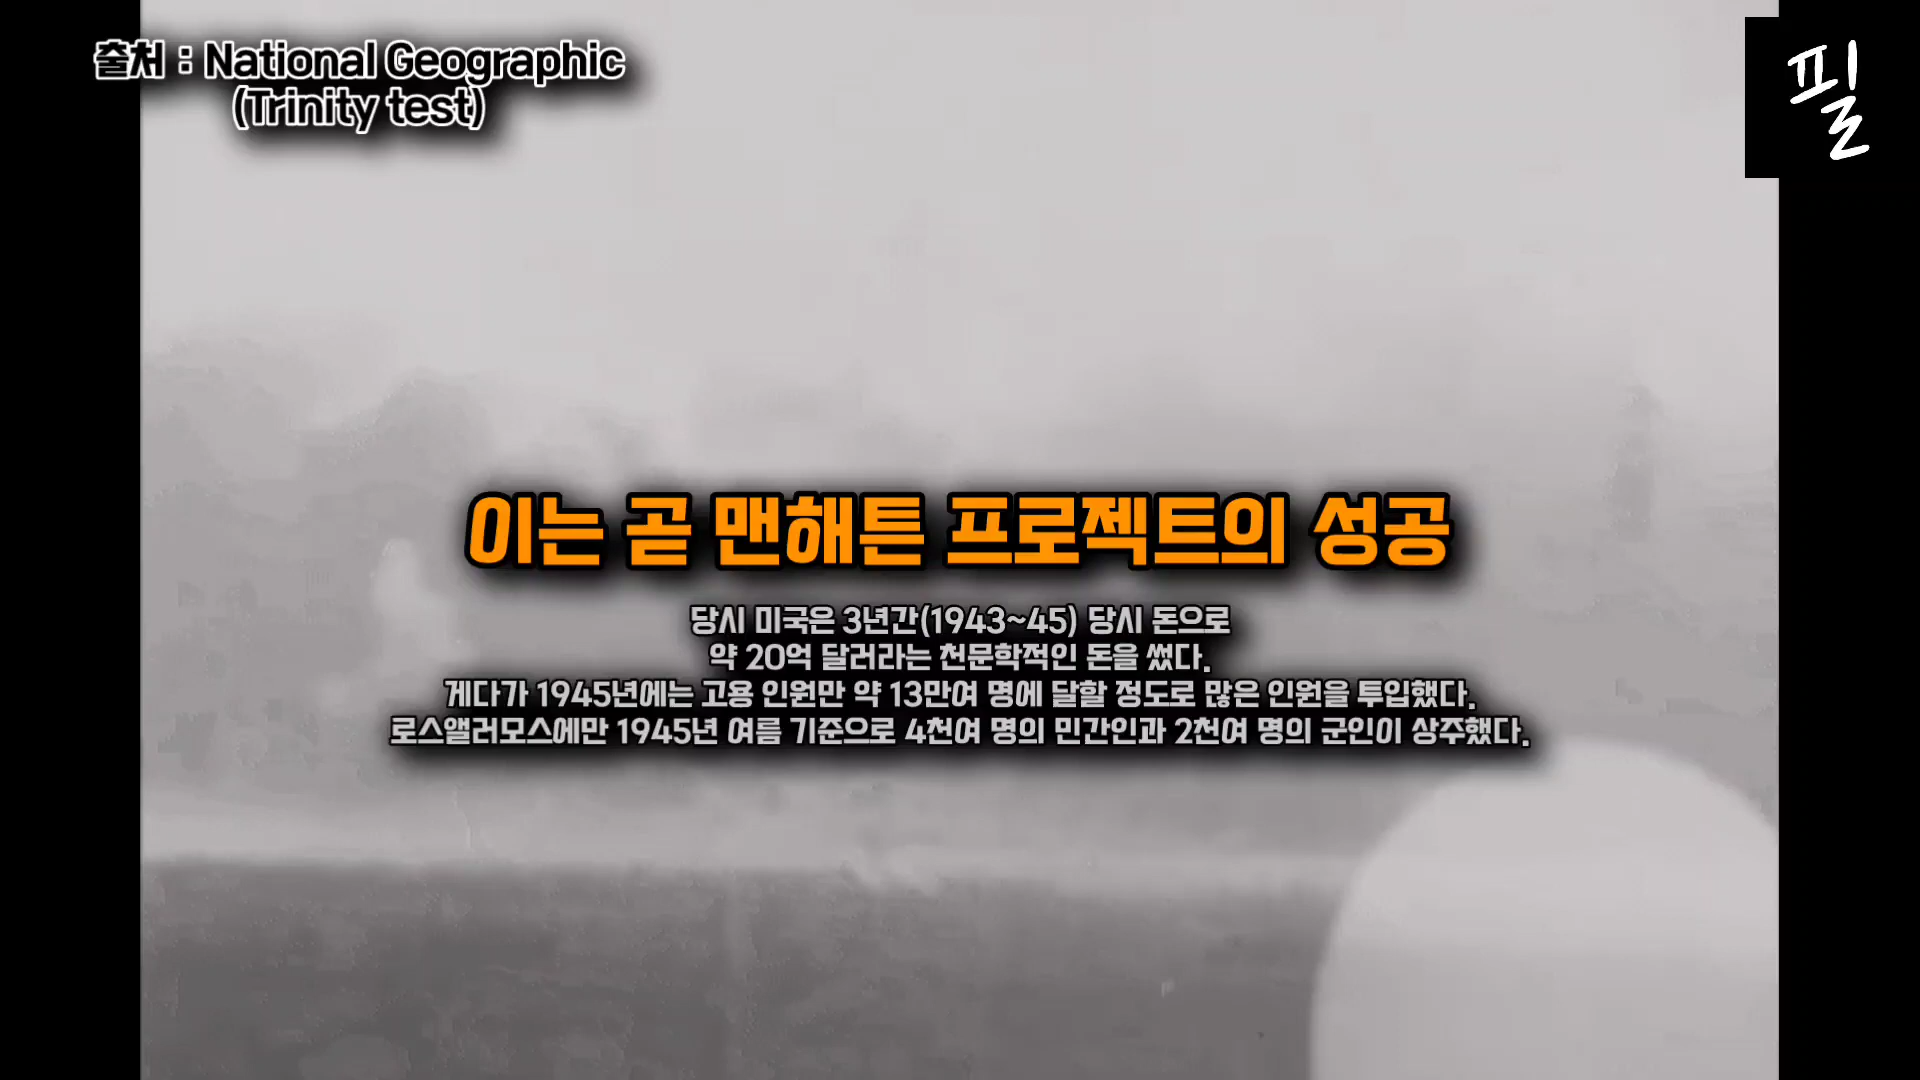 출처 : National Geographic
(Trinity test)
필
이는 곧 맨해튼 프로젝트의 성공
당시 미국은 3년간(1943~45) 당시 돈으로
약 20억 달러라는 천문학적인 돈을 썼다.
게다가 1945년에는 고용 인원만 약 13만여 명에 달할 정도로 많은 인원을 투입했다.
로스앨러모스에만 1945년 여름 기준으로 4천여 명의 민간인과 2천여 명의 군인이 상주했다.